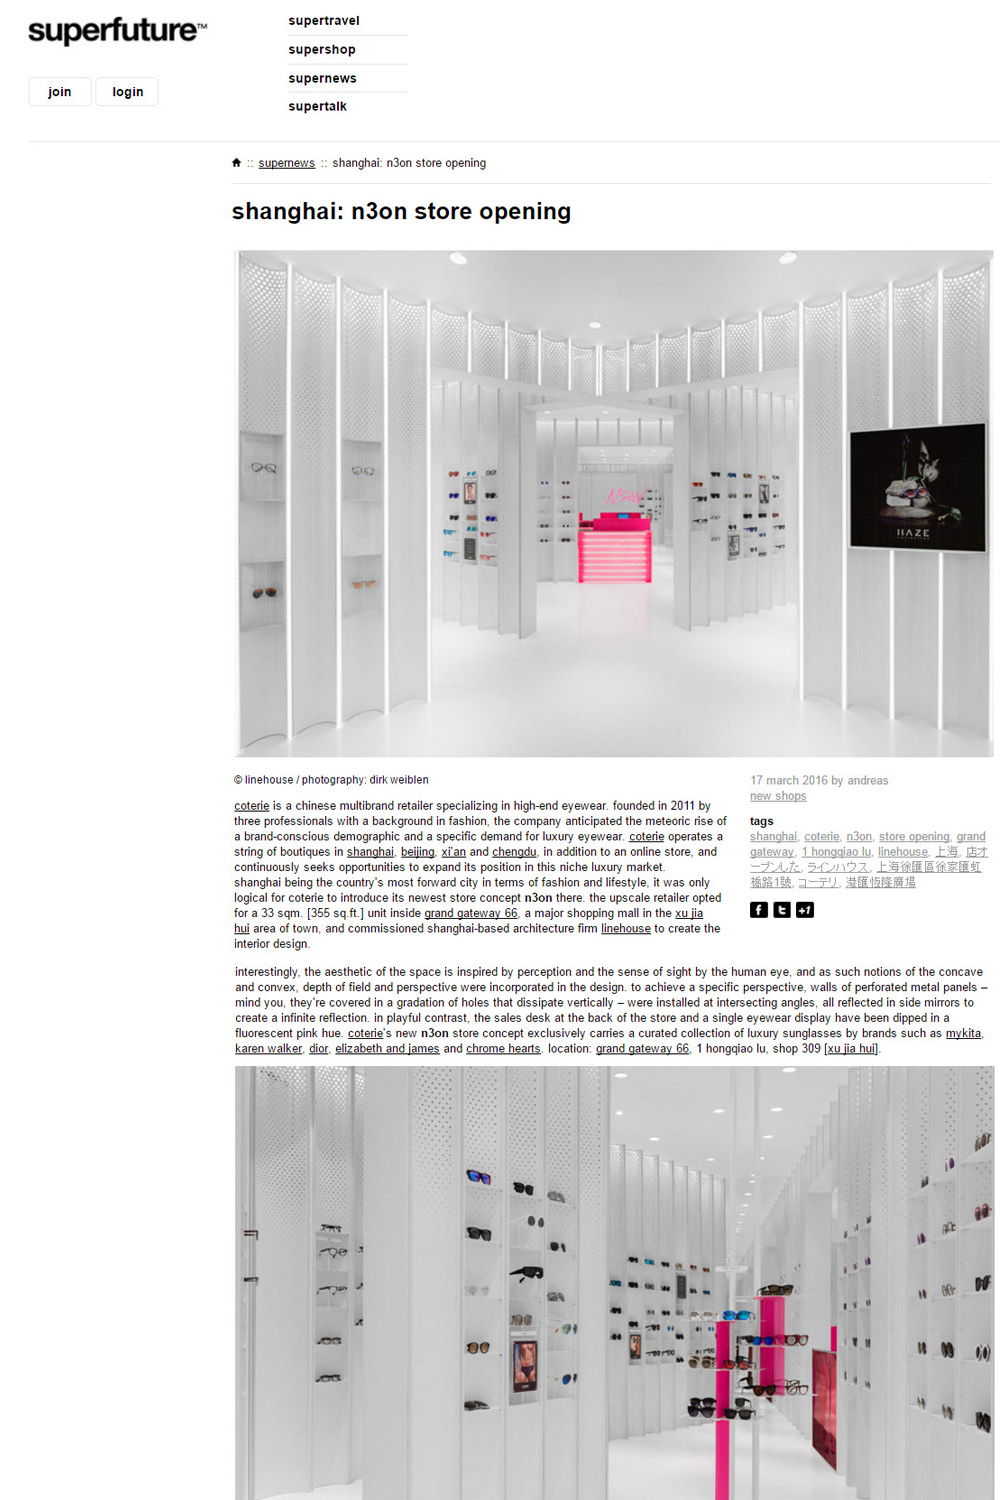 superfuture™
supertravel
supershop
supernews
supertalk
join
login
:: supernews :: shanghai: n3on store opening
shanghai: n3on store opening
HAZE
© linehouse / photography: dirk weiblen
coterie is a chinese multibrand retailer specializing in high-end eyewear. founded in 2011 by
three professionals with a background in fashion, the company anticipated the meteoric rise of
a brand-conscious demographic and a specific demand for luxury eyewear. coterie operates a
string of boutiques in shanghai, beijing, xi'an and chengdu, in addition to an online store, and
continuously seeks opportunities to expand its position in this niche luxury market.
shanghai being the country's most forward city in terms of fashion and lifestyle, it was only
logical for coterie to introduce its newest store concept n3on there. the upscale retailer opted
for a 33 sqm. [355 sq.ft.] unit inside grand gateway 66, a major shopping mall in the xu jia
hui area of town, and commissioned shanghai-based architecture firm linehouse to create the
interior design.
17 march 2016 by andreas
new shops
tags
shanghai, coterie, n3on, store opening, grand
gateway, 1 hongqiao lu, linehouse, 上海, 店オ
ープンした, ラインハウス, 上海徐匯區徐家匯虹
橋路1號, コーテリ, 港匯恆隆廣場
+1
interestingly, the aesthetic of the space is inspired by perception and the sense of sight by the human eye, and as such notions of the concave
and convex, depth of field and perspective were incorporated in the design. to achieve a specific perspective, walls of perforated metal panels –
mind you, they're covered in a gradation of holes that dissipate vertically – were installed at intersecting angles, all reflected in side mirrors to
create a infinite reflection. in playful contrast, the sales desk at the back of the store and a single eyewear display have been dipped in a
fluorescent pink hue. coterie's new n3on store concept exclusively carries a curated collection of luxury sunglasses by brands such as mykita,
karen walker, dior, elizabeth and james and chrome hearts. location: grand gateway 66, 1 hongqiao lu, shop 309 [xu jia hui].